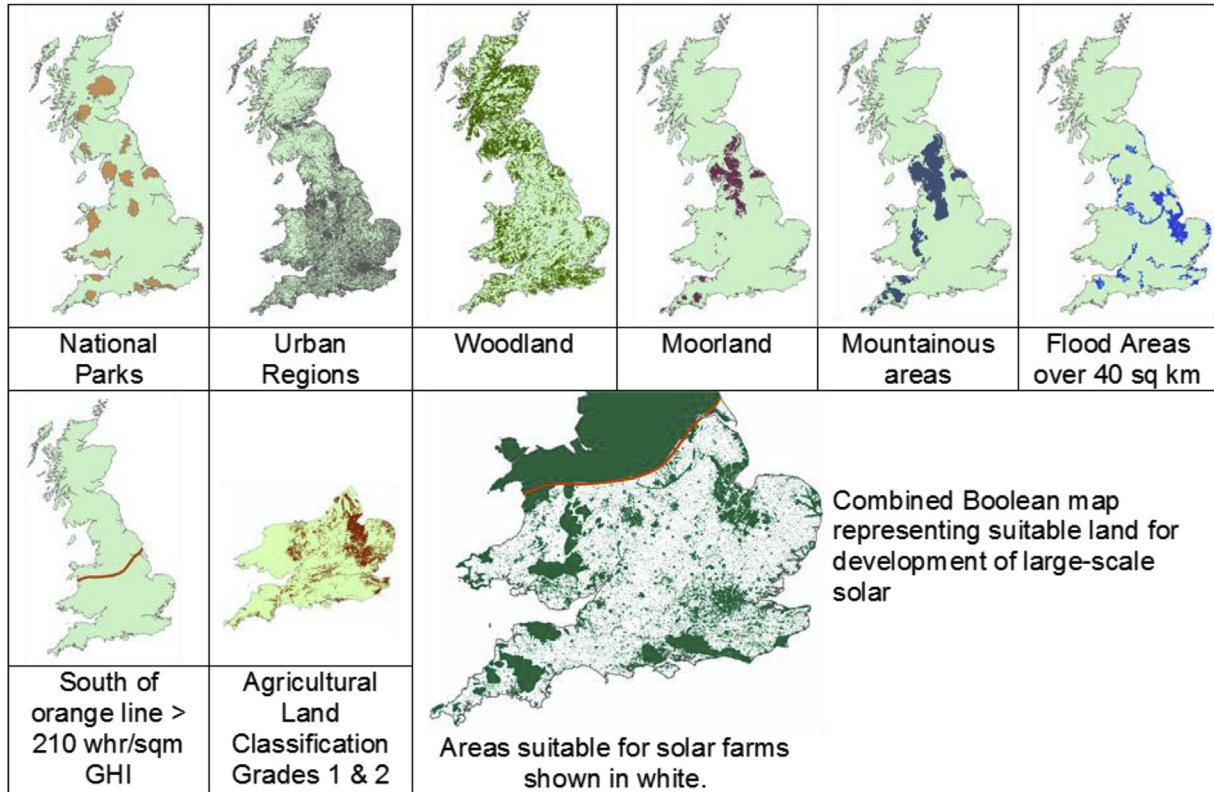 National
Parks
Urban
Regions
Woodland
Moorland
Mountainous
areas
Flood Areas
over 40 sq km
South of
orange line >
210 whr/sqm
GHI
Agricultural
Land
Classification
Grades 1 & 2
Areas suitable for solar farms
shown in white.
Combined Boolean map
representing suitable land for
development of large-scale
solar